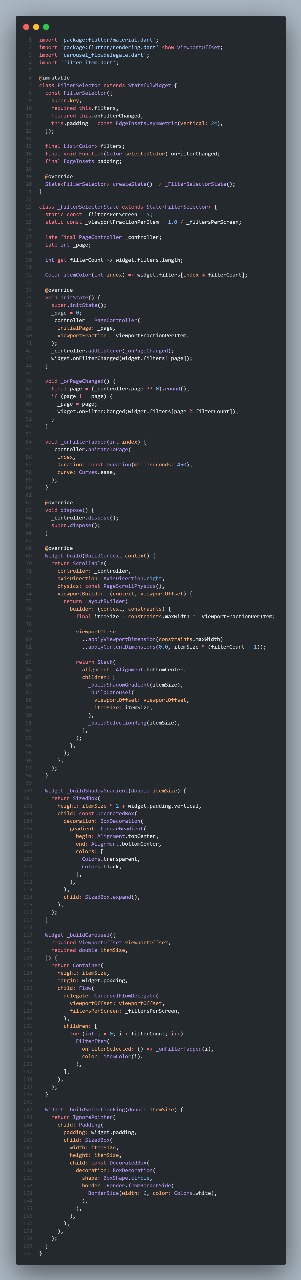 import 'package:flutter/material.dart';
import 'package:flutter/rendering.dart' show ViewportOffset;
import 'carousel_flowdelegate.dart';
import 'filter_item.dart';
@immutable
class FilterSelector extends StatefulWidget {
const FilterSelector({
super.key,
required this.filters,
required this.onFilterChanged,
this.padding = const EdgeInsets.symmetric(vertical: 24),
});
final List<Color> filters;
final void Function(Color selectedColor) onFilterChanged;
final EdgeInsets padding;
@override
State<FilterSelector> createState() => _FilterSelectorState();
}
class _FilterSelectorState extends State<FilterSelector> {
static const _filtersPerScreen = 5;
static const _viewportFractionPerItem = 1.0 / _filtersPerScreen;
late final PageController _controller;
late int _page;
int get filterCount => widget.filters.length;
Color itemColor(int index) => widget.filters[index % filterCount];
@override
void initState() {
super.initState();
_page = 0;
_controller = PageController(
initialPage: _page,
viewportFraction: _viewportFractionPerItem,
);
_controller.addListener(_onPageChanged);
widget.onFilterChanged(widget.filters[_page]);
}
void _onPageChanged() {
final page = (_controller.page ?? 0).round();
if (page != _page) {
_page = page;
widget.onFilterChanged(widget.filters[page % filterCount]);
}
}
void _onFilterTapped(int index) {
_controller.animateToPage(
index,
duration: const Duration(milliseconds: 450),
curve: Curves.ease,
);
}
@override
void dispose() {
_controller.dispose();
super.dispose();
}
@override
Widget build(BuildContext context) {
return Scrollable(
controller: _controller,
axisDirection: AxisDirection.right,
physics: const PageScrollPhysics(),
viewportBuilder: (context, viewportOffset) {
return LayoutBuilder(
builder: (context, constraints) {
final itemSize = constraints.maxWidth * _viewportFractionPerItem;
viewportOffset
..applyViewportDimension(constraints.maxWidth)
..applyContentDimensions(0.0, itemSize * (filterCount - 1));
return Stack(
alignment: Alignment.bottomCenter,
children: [
_buildShadowGradient(itemSize),
_buildCarousel(
viewportOffset: viewportOffset,
itemSize: itemSize,
),
_buildSelectionRing(itemSize),
],
);
},
);
},
);
}
Widget _buildShadowGradient(double itemSize) {
return SizedBox(
height: itemSize * 2 + widget.padding.vertical,
child: const DecoratedBox(
decoration: BoxDecoration(
gradient: LinearGradient(
begin: Alignment.topCenter,
end: Alignment.bottomCenter,
colors: [
Colors.transparent,
Colors.black,
],
),
),
child: SizedBox.expand(),
),
);
}
Widget _buildCarousel({
required ViewportOffset viewportOffset,
required double itemSize,
}) {
return Container(
height: itemSize,
margin: widget.padding,
child: Flow(
delegate: CarouselFlowDelegate(
viewportOffset: viewportOffset,
filtersPerScreen: _filtersPerScreen,
),
children: [
for (int i = 0; i < filterCount; i++)
FilterItem(
onFilterSelected: () => _onFilterTapped(i),
color: itemColor(i),
),
],
),
);
}
Widget _buildSelectionRing(double itemSize) {
return IgnorePointer(
child: Padding(
padding: widget.padding,
child: SizedBox(
width: itemSize,
height: itemSize,
child: const DecoratedBox(
decoration: BoxDecoration(
shape: BoxShape.circle,
border: Border.fromBorderSide(
BorderSide(width: 6, color: Colors.white),
),
),
),
),
),
);
}
}